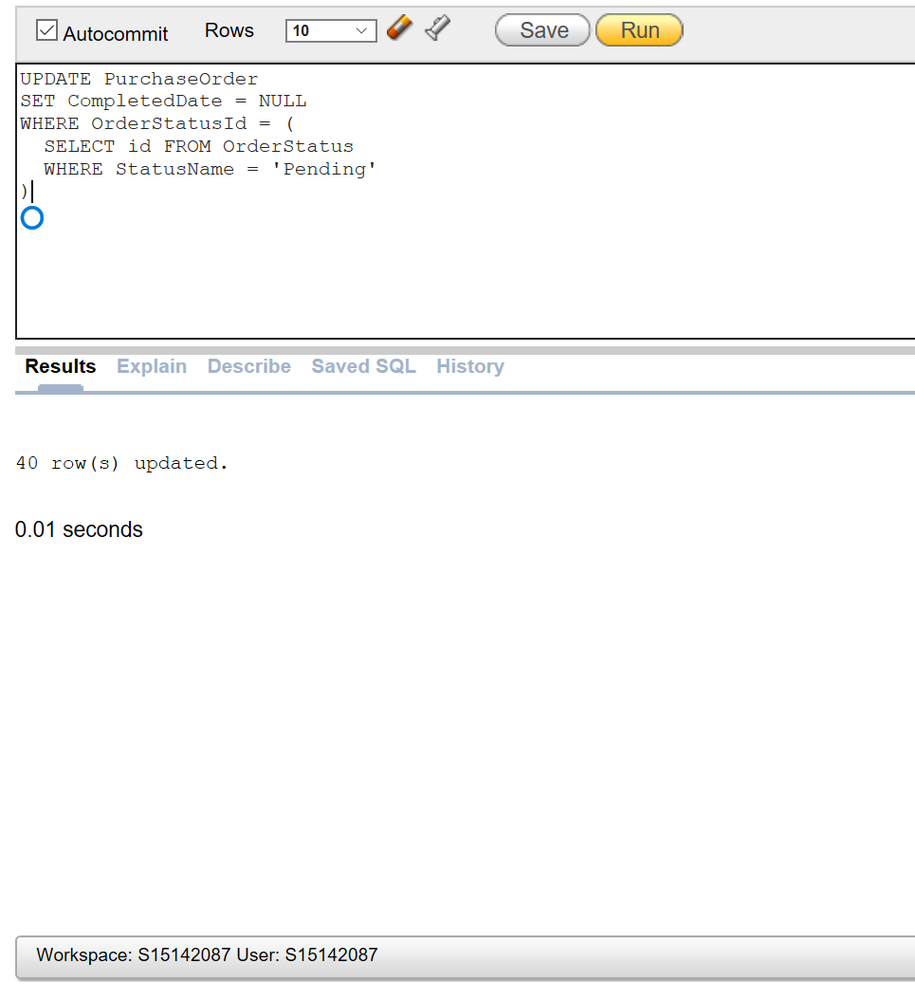 Autocommit Rows 10 Save Run
UPDATE PurchaseOrder
SET CompletedDate = NULL
WHERE OrderStatusId = (
  SELECT id FROM OrderStatus
  WHERE StatusName = 'Pending'
)
Results Explain Describe Saved SQL History
40 row(s) updated.
0.01 seconds
Workspace: S15142087 User: S15142087